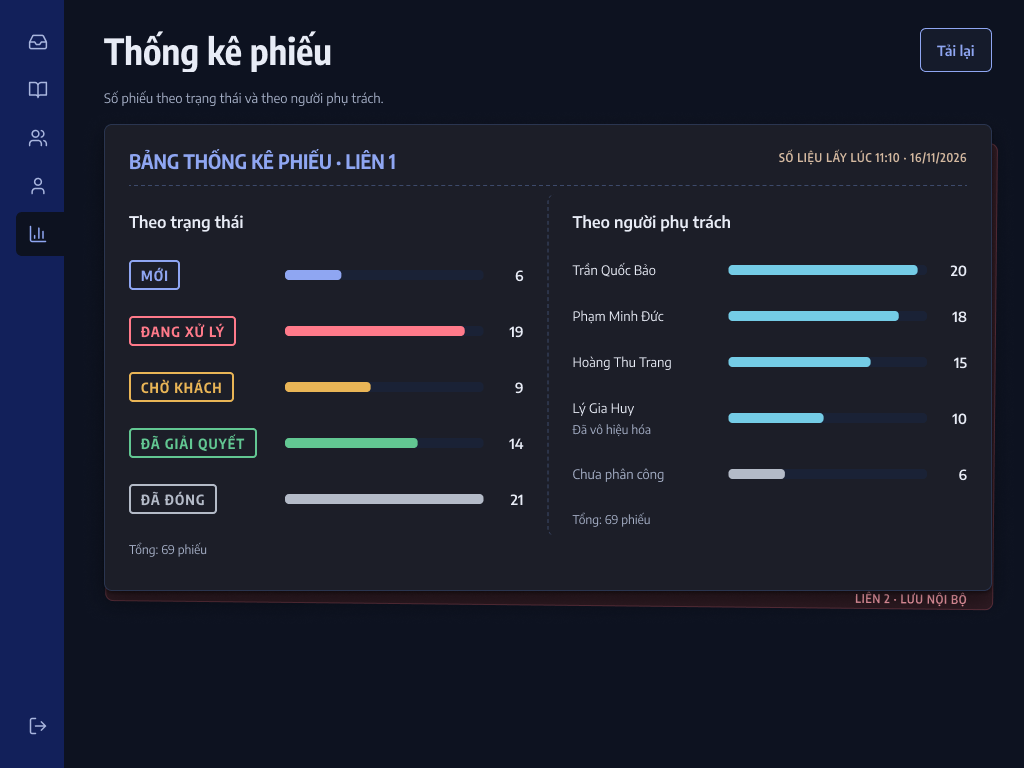 Thống kê phiếu
Tải lại
Số phiếu theo trạng thái và theo người phụ trách.
BẢNG THỐNG KÊ PHIẾU · LIÊN 1
SỐ LIỆU LẤY LÚC 11:10 · 16/11/2026
Theo trạng thái
MỚI 6
ĐANG XỬ LÝ 19
CHỜ KHÁCH 9
ĐÃ GIẢI QUYẾT 14
ĐÃ ĐÓNG 21
Tổng: 69 phiếu
Theo người phụ trách
Trần Quốc Bảo 20
Phạm Minh Đức 18
Hoàng Thu Trang 15
Lý Gia Huy 10
Đã vô hiệu hóa
Chưa phân công 6
Tổng: 69 phiếu
LIÊN 2 · LƯU NỘI BỘ